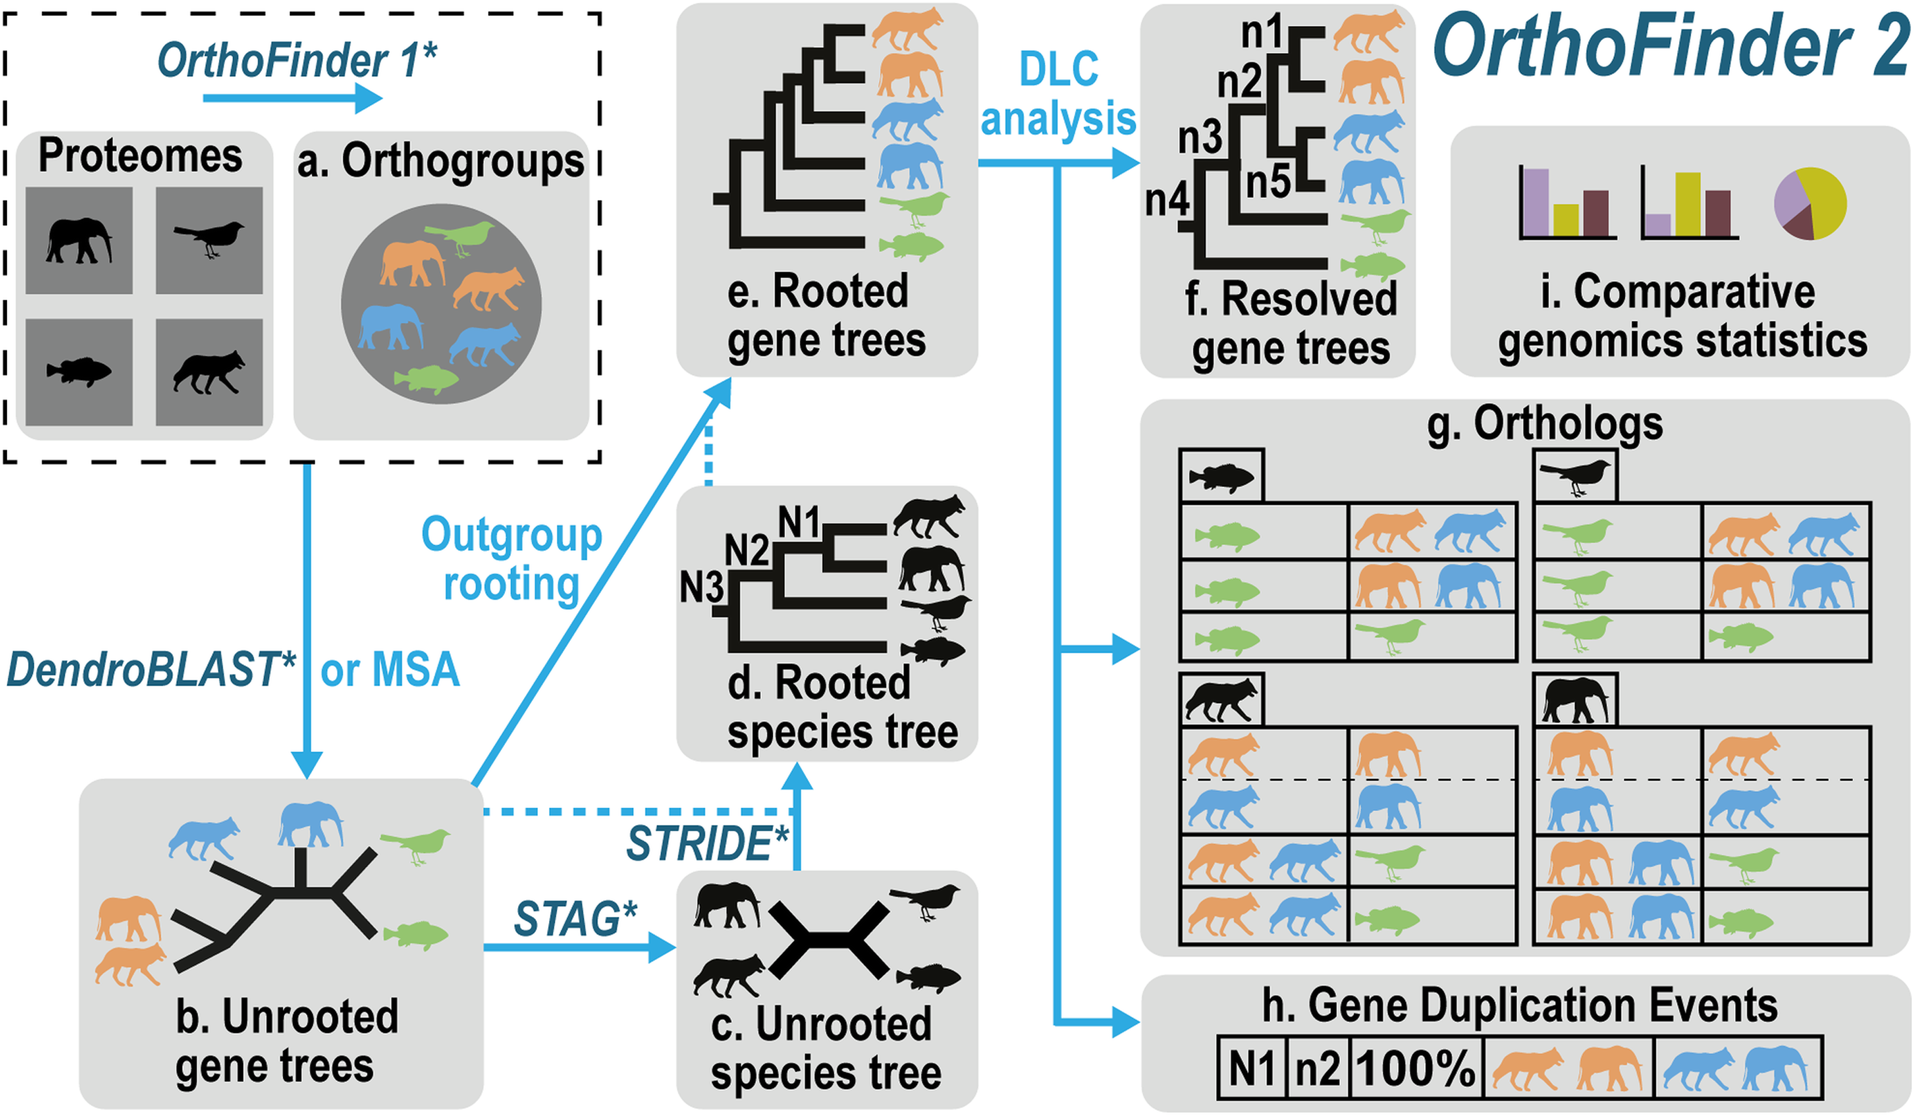 OrthoFinder 1*
Proteomes
a. Orthogroups
DendroBLAST* or MSA
b. Unrooted
gene trees
Outgroup
rooting
STAG*
STRIDE*
c. Unrooted
species tree
N1
N2
N3
d. Rooted
species tree
e. Rooted
gene trees
DLC
analysis
n1
n2
n3
n5
n4
f. Resolved
gene trees
OrthoFinder 2
i. Comparative
genomics statistics
g. Orthologs
h. Gene Duplication Events
N1 n2 100%